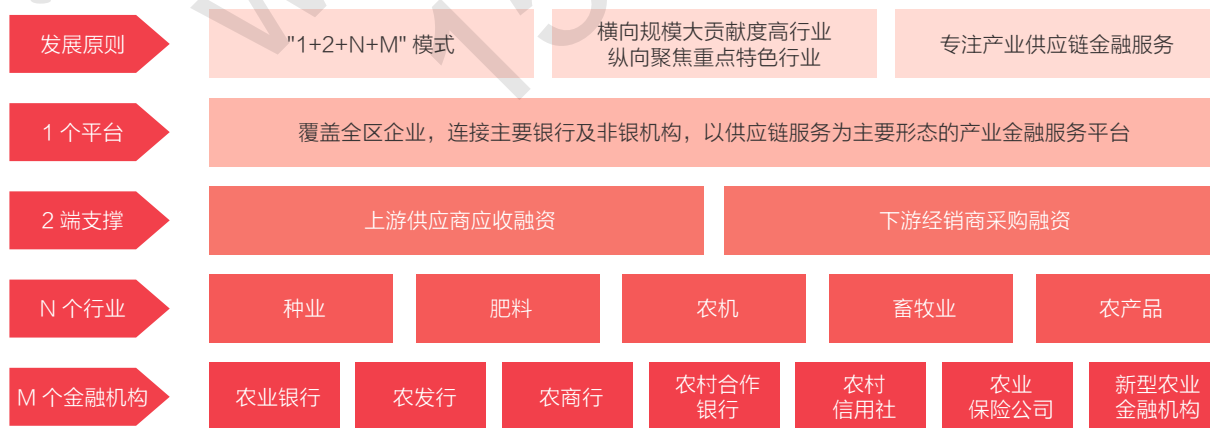 发展原则
"1+2+N+M" 模式
横向规模大贡献度高行业
纵向聚焦重点特色行业
专注产业供应链金融服务
1 个平台
覆盖全区企业，连接主要银行及非银机构，以供应链服务为主要形态的产业金融服务平台
2 端支撑
上游供应商应收融资
下游经销商采购融资
N 个行业
种业
肥料
农机
畜牧业
农产品
M 个金融机构
农业银行
农发行
农商行
农村合作
银行
农村
信用社
农业
保险公司
新型农业
金融机构